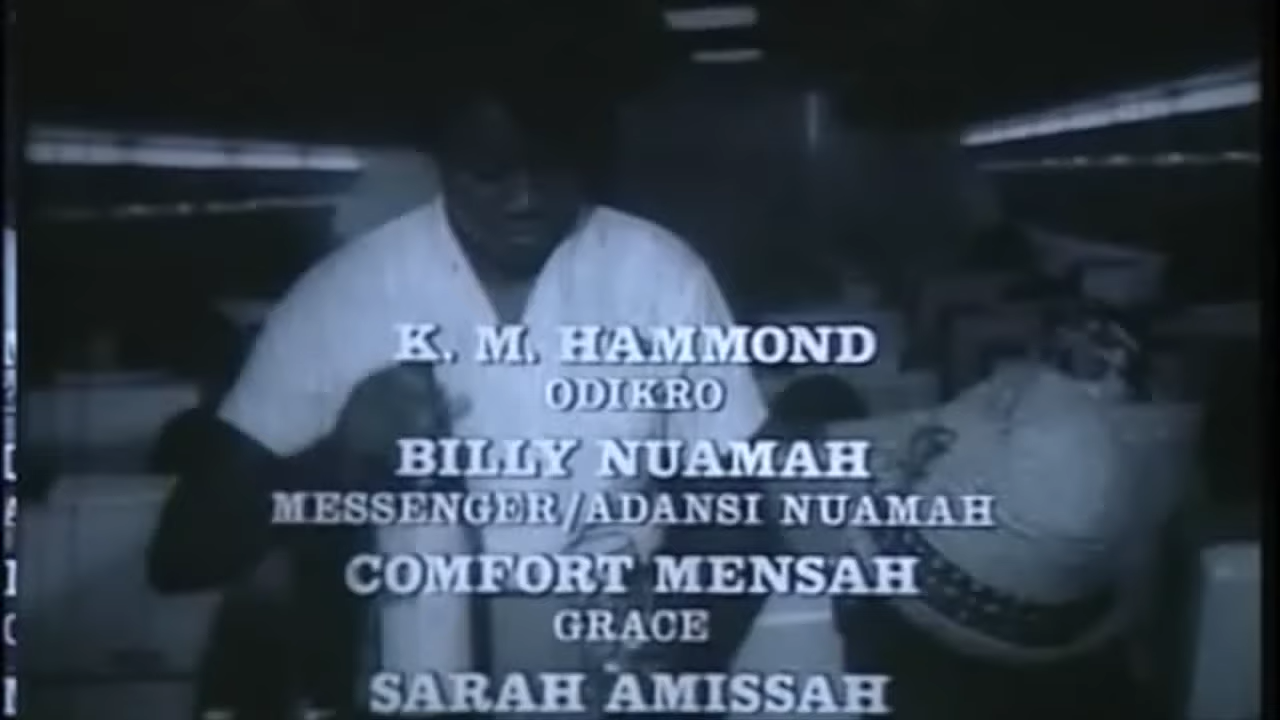 K. M. HAMMOND
ODIKRO
BILLY NUAMAH
MESSENGER/ADANSI NUAMAH
COMFORT MENSAH
GRACE
SARAH AMISSAH